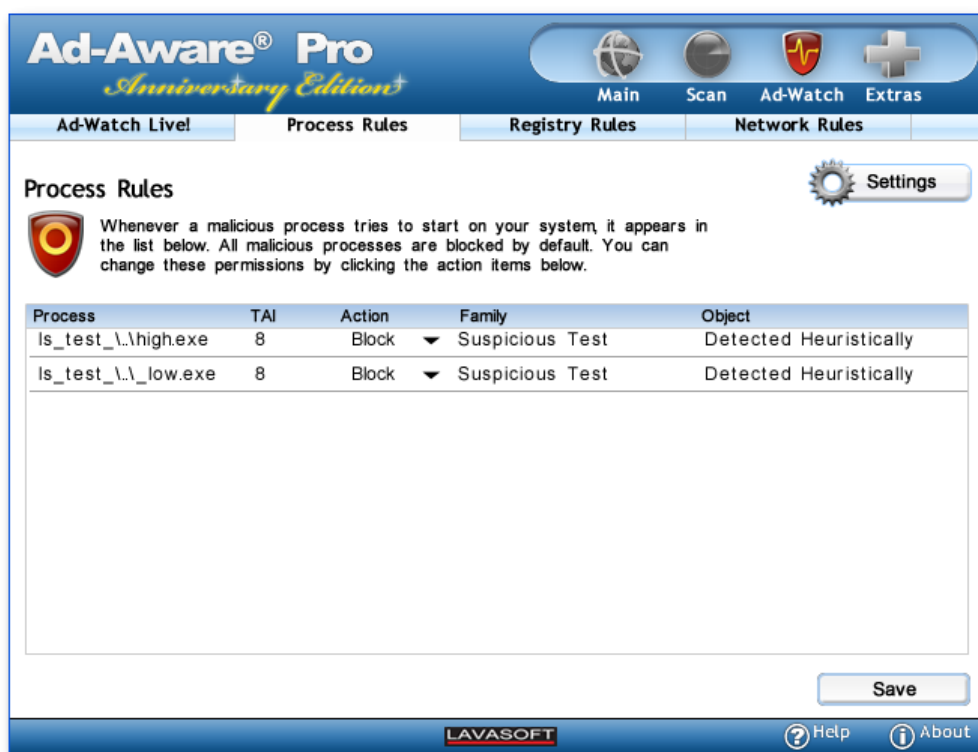 Ad-Aware® Pro
Anniversary Edition
Main Scan Ad-Watch Extras
Ad-Watch Live! Process Rules Registry Rules Network Rules
Process Rules
Settings
Whenever a malicious process tries to start on your system, it appears in
the list below. All malicious processes are blocked by default. You can
change these permissions by clicking the action items below.
Process TAI Action Family Object
ls_test_\..\high.exe 8 Block Suspicious Test Detected Heuristically
ls_test_\..\_low.exe 8 Block Suspicious Test Detected Heuristically
Save
LAVASOFT
Help About